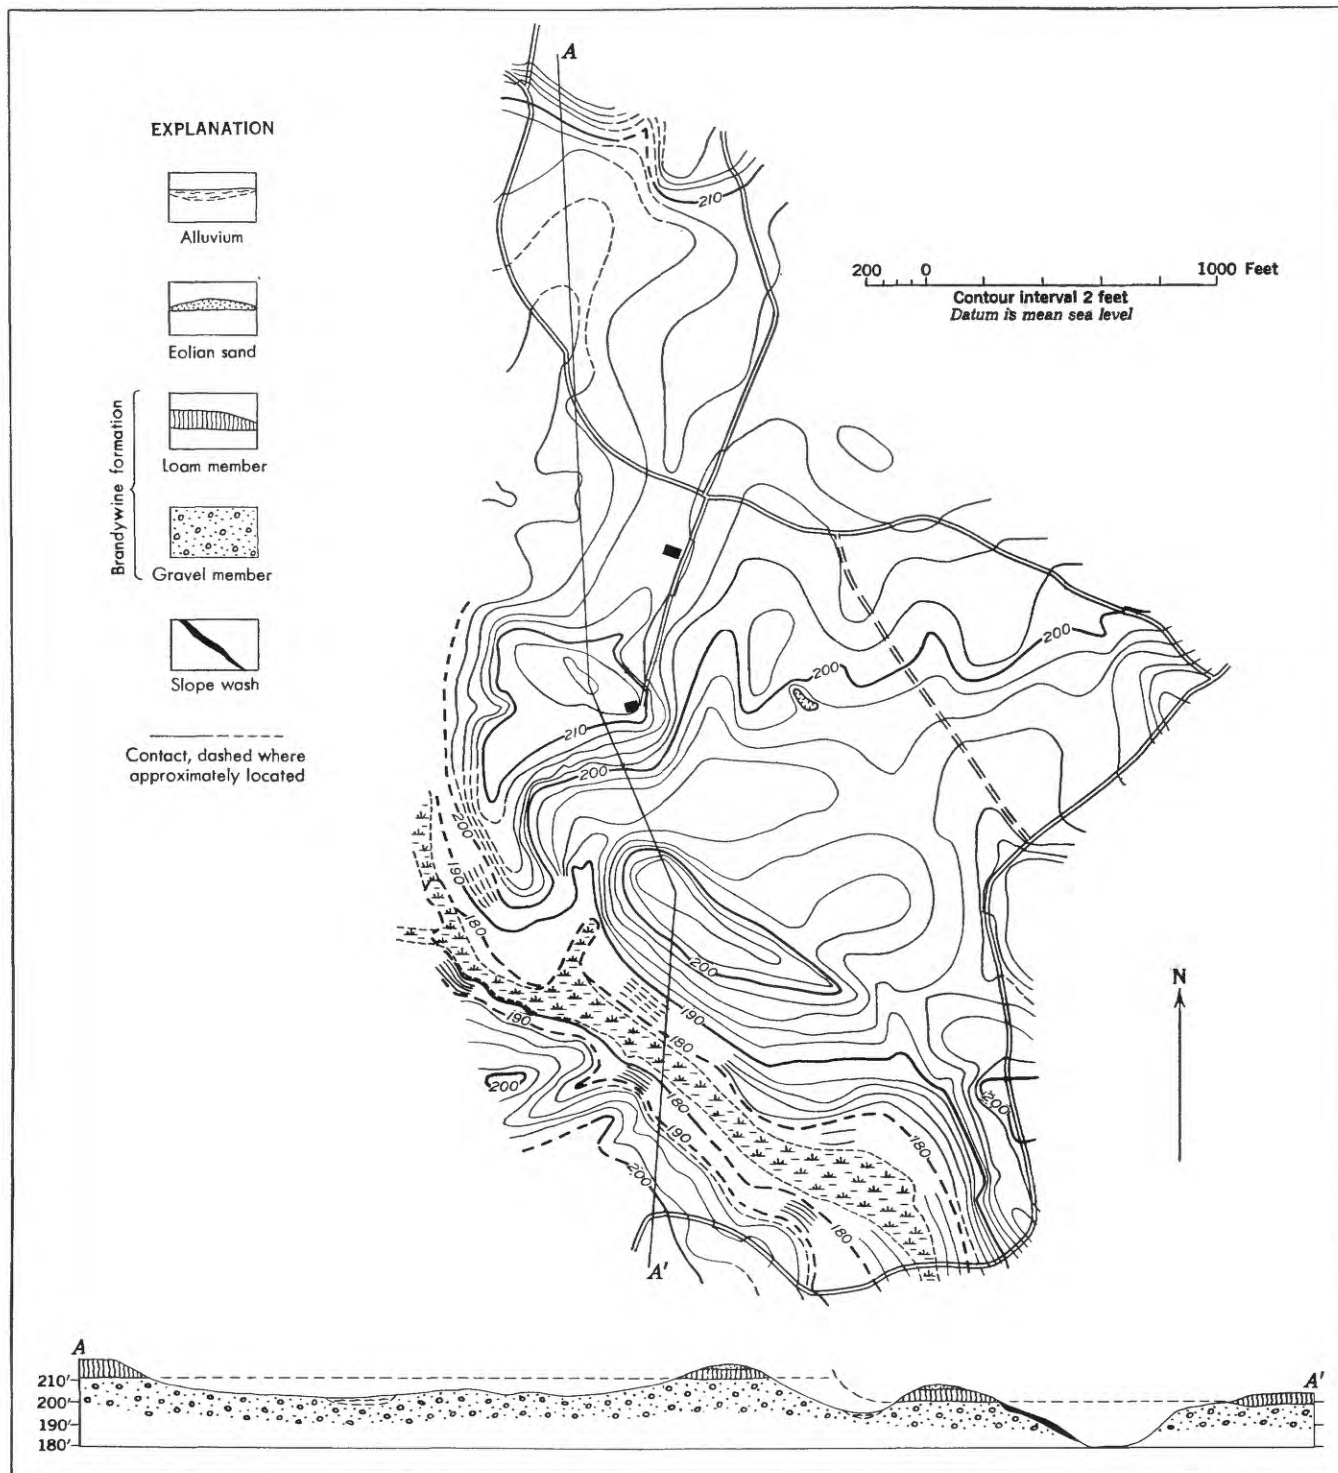 A
EXPLANATION
Alluvium
Eolian sand
Loam member
Gravel member
Brandywine formation
Slope wash
Contact, dashed where
approximately located
210
200 0 1000 Feet
Contour interval 2 feet
Datum is mean sea level
200
200
210
200
200
190
180
200
190
180
N
190
200
180
190
200
200
180
180
A'
A
A'
210'
200'
190'
180'